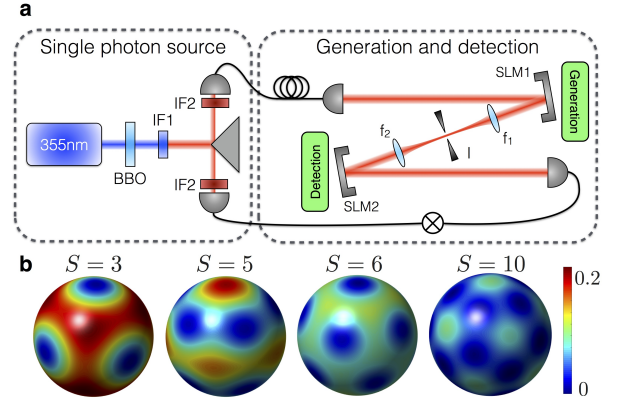 a
Single photon source
Generation and detection
SLM1
Generation
IF2
IF1
355nm
BBO
f2
f1
I
Detection
IF2
SLM2
b
S = 3
S = 5
S = 6
S = 10
0.2
0